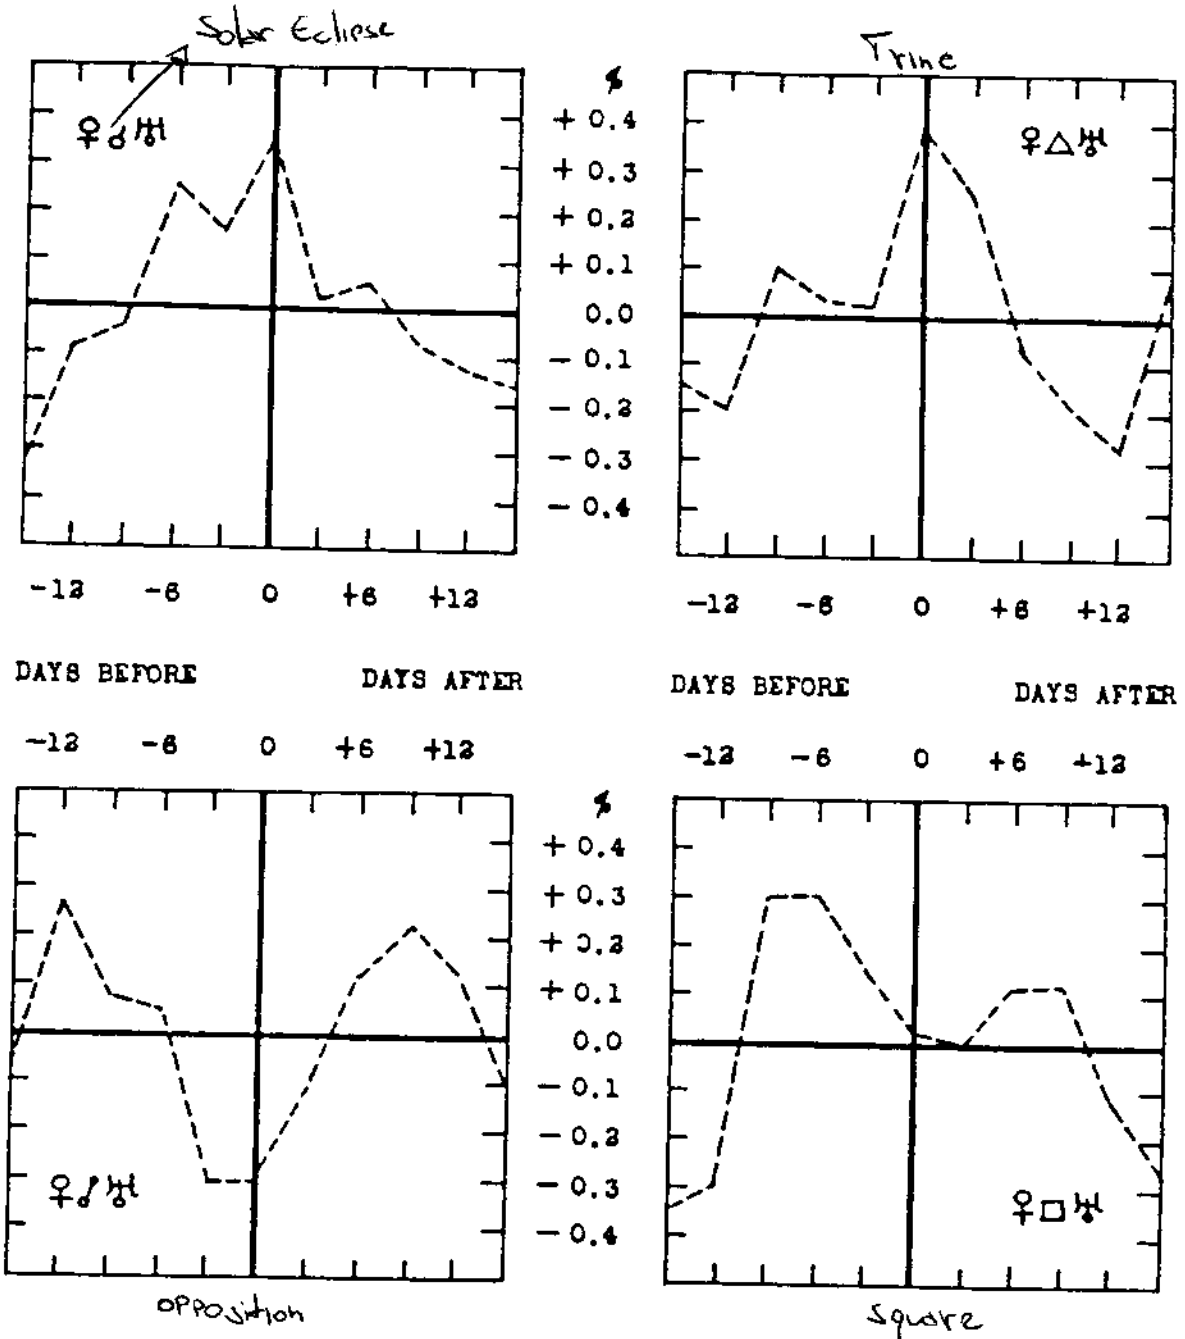 Solar Eclipse
Trine
♀☌♅
♀△♅
%
+ 0.4
+ 0.3
+ 0.2
+ 0.1
0.0
- 0.1
- 0.2
- 0.3
- 0.4
-12 -6 0 +6 +12
-12 -6 0 +6 +12
DAYS BEFORE DAYS AFTER
DAYS BEFORE DAYS AFTER
-12 -6 0 +6 +12
-12 -6 0 +6 +12
%
+ 0.4
+ 0.3
+ 0.2
+ 0.1
0.0
- 0.1
- 0.2
- 0.3
- 0.4
♀☍♅
♀□♅
opposition
square